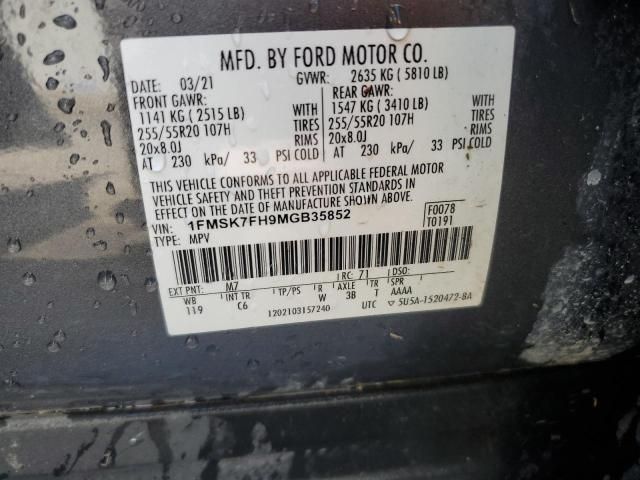 MFD. BY FORD MOTOR CO.
DATE: 03/21 GVWR: 2635 KG ( 5810 LB)
FRONT GAWR: REAR GAWR:
1141 KG ( 2515 LB) WITH 1547 KG ( 3410 LB) WITH
255/55R20 107H TIRES 255/55R20 107H TIRES
20x8.0J RIMS 20x8.0J RIMS
AT 230 kPa/ 33 PSI COLD AT 230 kPa/ 33 PSI COLD
THIS VEHICLE CONFORMS TO ALL APPLICABLE FEDERAL MOTOR
VEHICLE SAFETY AND THEFT PREVENTION STANDARDS IN
EFFECT ON THE DATE OF MANUFACTURE SHOWN ABOVE.
VIN: 1FMSK7FH9MGB35852 F0078
TYPE: MPV T0191
EXT PNT: M7 RC: 71 DSO:
WB INT TR TP/PS R AXLE TR SPR
119 C6 W 3B T AAAA
1202103157240 UTC ▽ 5U5A-1520472-BA